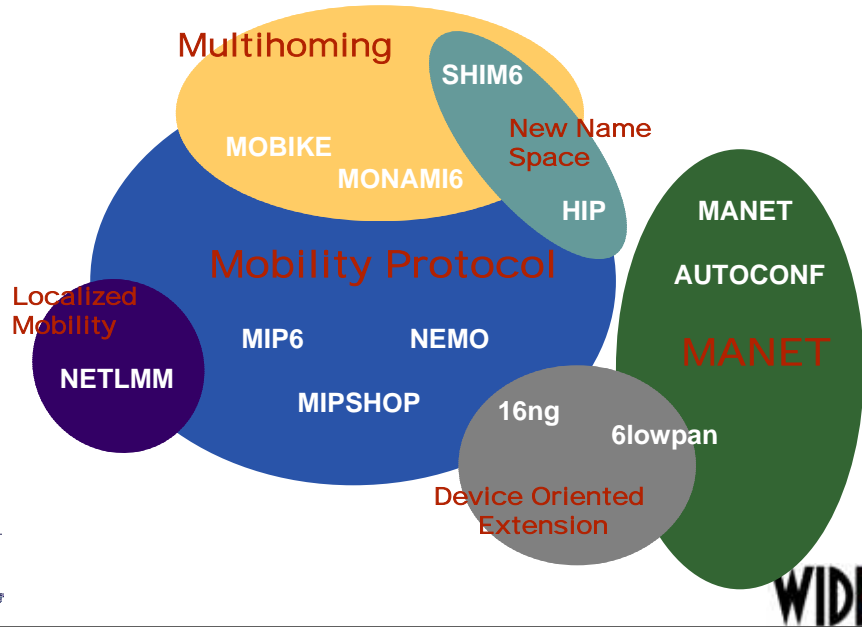 Multihoming
SHIM6
New Name
Space
MOBIKE
MONAMI6
HIP
MANET
Mobility Protocol
AUTOCONF
Localized
Mobility
MIP6
NEMO
MANET
NETLMM
MIPSHOP
16ng
6lowpan
Device Oriented
Extension